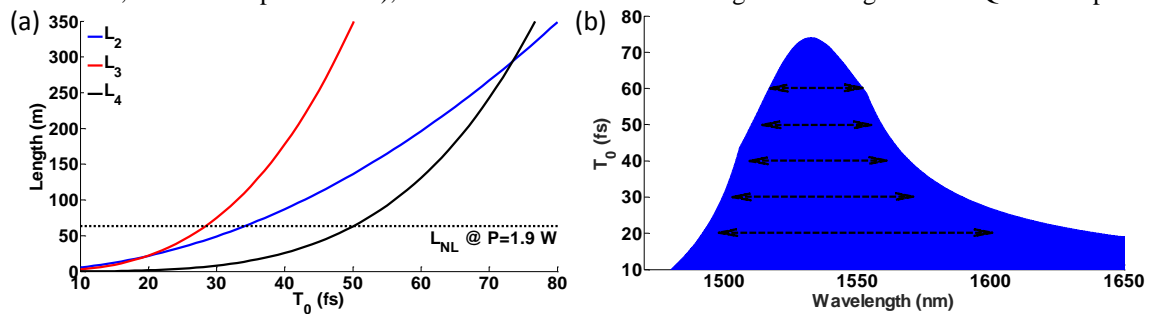 (a)
350
300
250
200
150
100
50
0
Length (m)
L2
L3
L4
LNL @ P=1.9 W
10 20 30 40 50 60 70 80
T0 (fs)
(b)
80
70
60
50
40
30
20
10
T0 (fs)
1500 1550 1600 1650
Wavelength (nm)